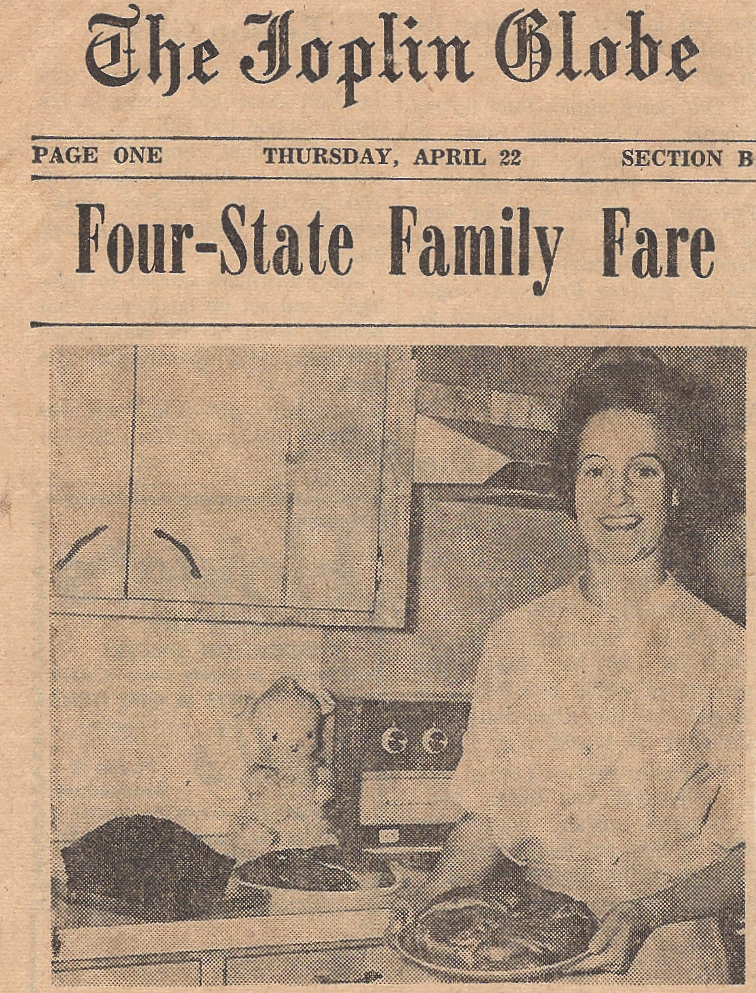 The Joplin Globe
PAGE ONE THURSDAY, APRIL 22 SECTION B
Four-State Family Fare